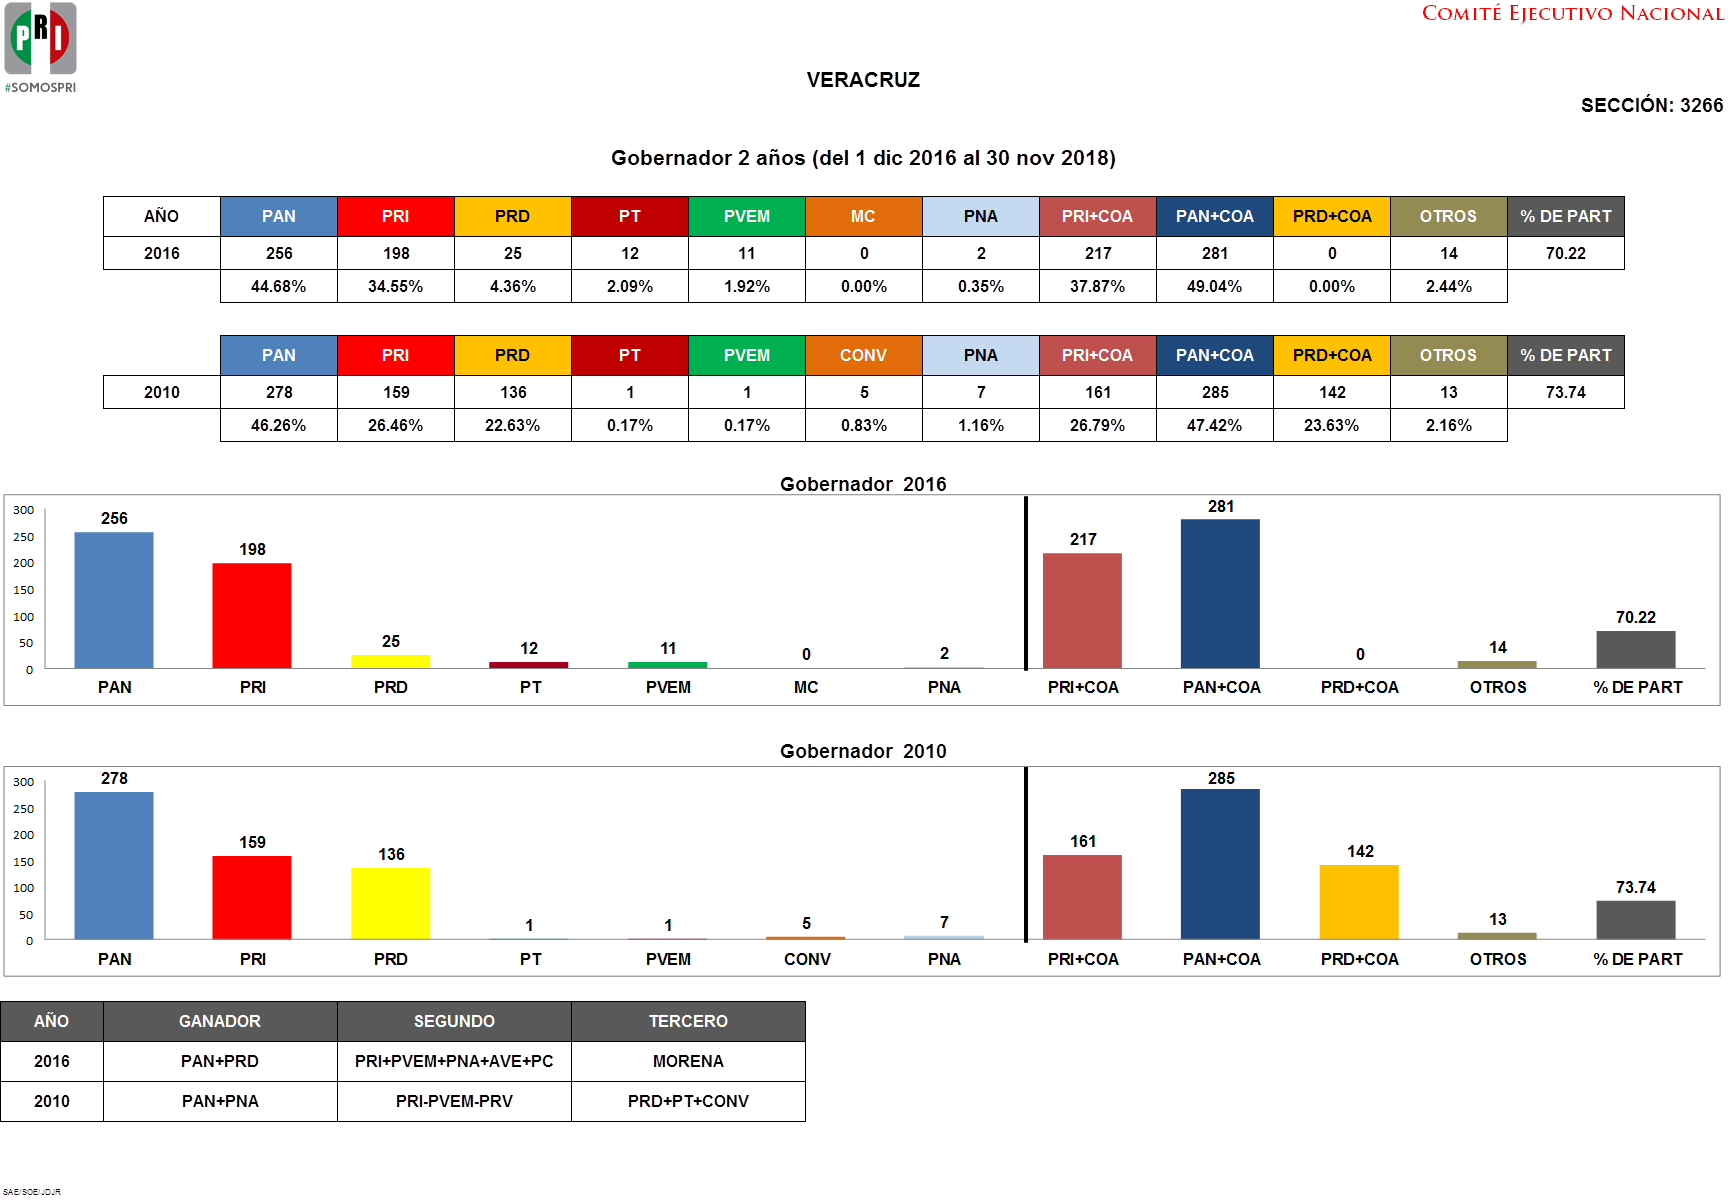 PRI
#SOMOSPRI
COMITÉ EJECUTIVO NACIONAL
VERACRUZ
SECCIÓN: 3266
Gobernador 2 años (del 1 dic 2016 al 30 nov 2018)
AÑO PAN PRI PRD PT PVEM MC PNA PRI+COA PAN+COA PRD+COA OTROS % DE PART
2016 256 198 25 12 11 0 2 217 281 0 14 70.22
44.68% 34.55% 4.36% 2.09% 1.92% 0.00% 0.35% 37.87% 49.04% 0.00% 2.44%
PAN PRI PRD PT PVEM CONV PNA PRI+COA PAN+COA PRD+COA OTROS % DE PART
2010 278 159 136 1 1 5 7 161 285 142 13 73.74
46.26% 26.46% 22.63% 0.17% 0.17% 0.83% 1.16% 26.79% 47.42% 23.63% 2.16%
Gobernador 2016
300
250
200
150
100
50
0
256 198 25 12 11 0 2 217 281 0 14 70.22
PAN PRI PRD PT PVEM MC PNA PRI+COA PAN+COA PRD+COA OTROS % DE PART
Gobernador 2010
300
250
200
150
100
50
0
278 159 136 1 1 5 7 161 285 142 13 73.74
PAN PRI PRD PT PVEM CONV PNA PRI+COA PAN+COA PRD+COA OTROS % DE PART
AÑO GANADOR SEGUNDO TERCERO
2016 PAN+PRD PRI+PVEM+PNA+AVE+PC MORENA
2010 PAN+PNA PRI-PVEM-PRV PRD+PT+CONV
SAE/SOE/JDJR